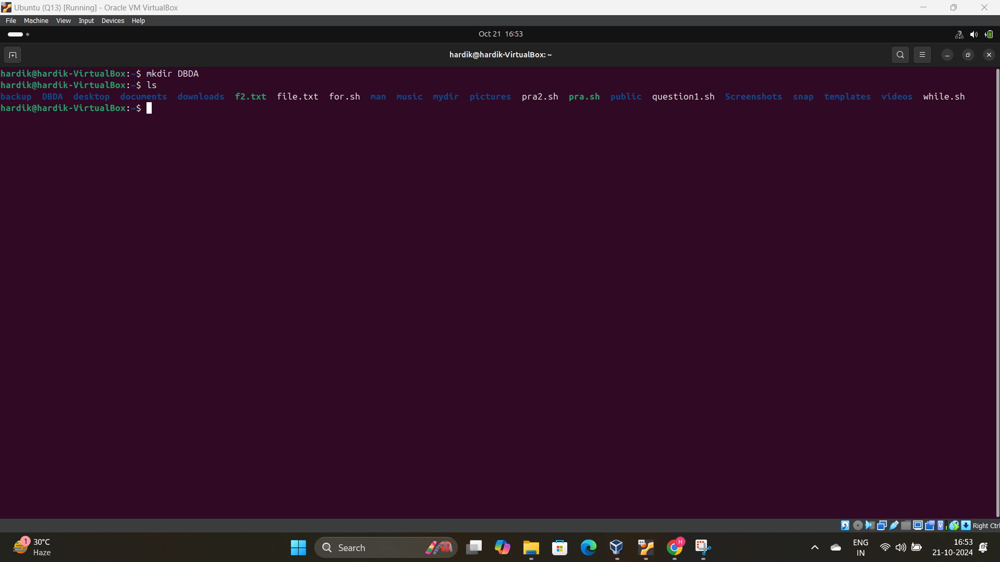 Ubuntu (Q13) [Running] - Oracle VM VirtualBox
File Machine View Input Devices Help
Oct 21 16:53
hardik@hardik-VirtualBox: ~
hardik@hardik-VirtualBox:~$ mkdir DBDA
hardik@hardik-VirtualBox:~$ ls
backup DBDA desktop documents downloads f2.txt file.txt for.sh man music mydir pictures pra2.sh pra.sh public question1.sh Screenshots snap templates videos while.sh
hardik@hardik-VirtualBox:~$
Right Ctrl
1
30°C
Haze
Search
64
H
ENG
IN
16:53
21-10-2024